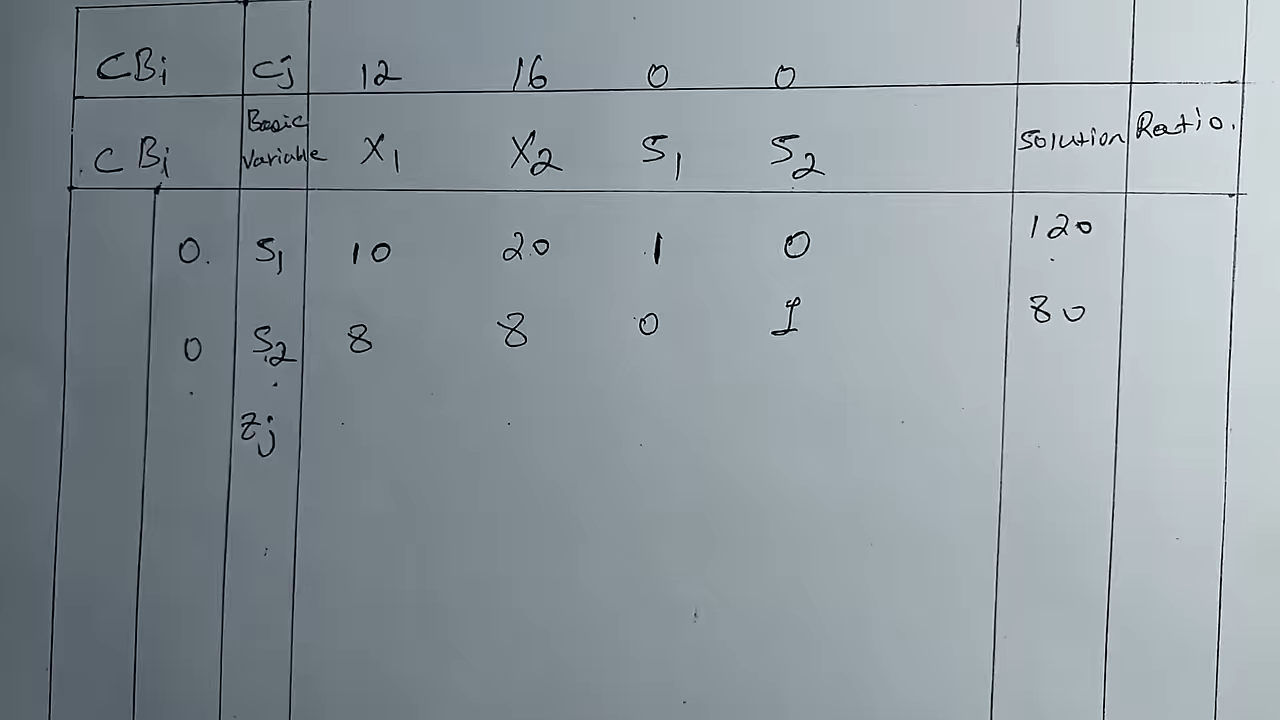 CBi Cj 12 16 0 0
CBi Basic Variable X1 X2 S1 S2 Solution Ratio.
0. S1 10 20 1 0 120
0 S2 8 8 0 1 80
Zj